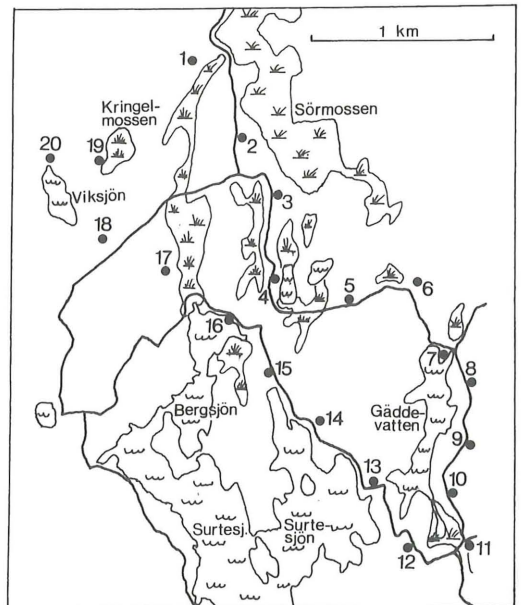 1 km
1
Kringel-
mossen
Sörmossen
20
19
2
Viksjön
3
18
17
4
5
6
16
7
15
8
Bergsjön
14
Gädde-
vatten
9
13
10
Surtesj.
Surte-
sjön
12
11